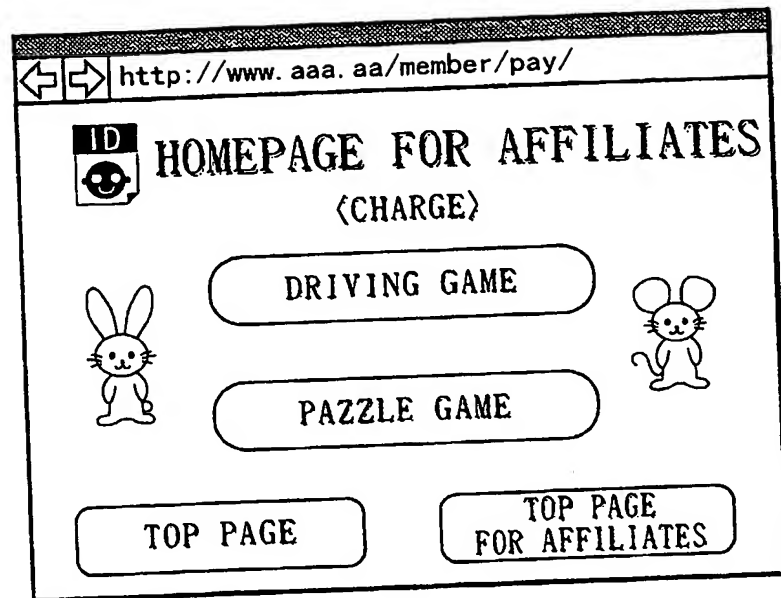 http://www.aaa.aa/member/pay/
ID
HOMEPAGE FOR AFFILIATES
〈CHARGE〉
DRIVING GAME
PAZZLE GAME
TOP PAGE
TOP PAGE
FOR AFFILIATES